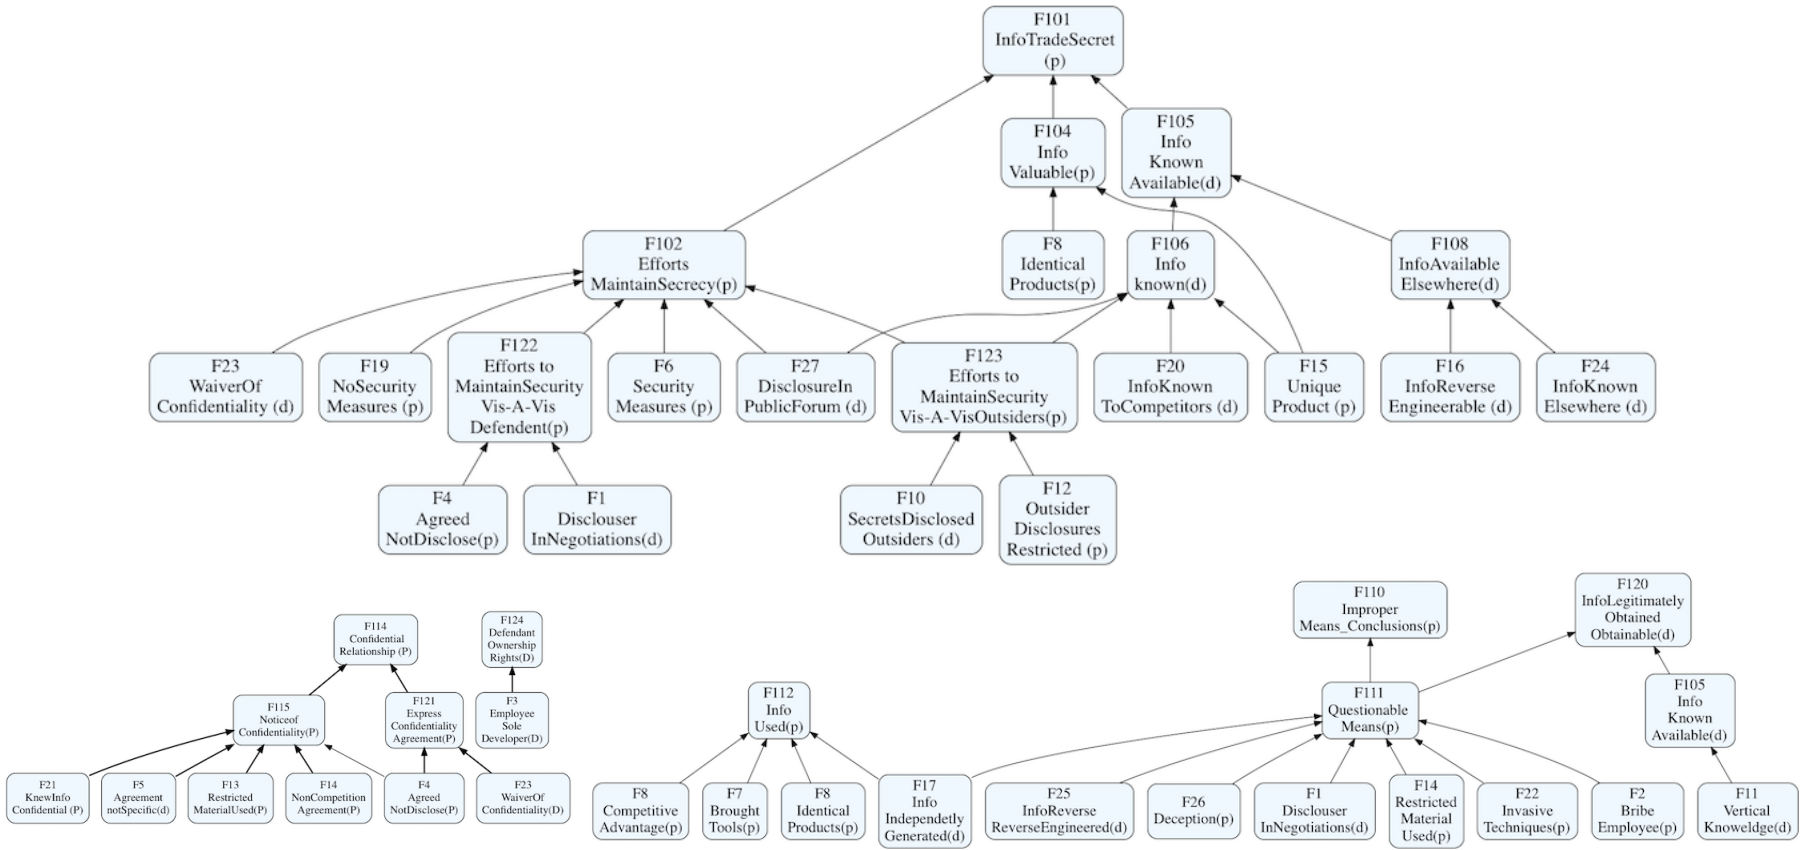 F101
InfoTradeSecret
(p)
F104
Info
Valuable(p)
F105
Info
Known
Available(d)
F102
Efforts
MaintainSecrecy(p)
F8
Identical
Products(p)
F106
Info
known(d)
F108
InfoAvailable
Elsewhere(d)
F23
WaiverOf
Confidentiality (d)
F19
NoSecurity
Measures (p)
F122
Efforts to
MaintainSecurity
Vis-A-Vis
Defendent(p)
F6
Security
Measures (p)
F27
DisclosureIn
PublicForum (d)
F123
Efforts to
MaintainSecurity
Vis-A-VisOutsiders(p)
F20
InfoKnown
ToCompetitors (d)
F15
Unique
Product (p)
F16
InfoReverse
Engineerable (d)
F24
InfoKnown
Elsewhere (d)
F4
Agreed
NotDisclose(p)
F1
Disclouser
InNegotiations(d)
F10
SecretsDisclosed
Outsiders (d)
F12
Outsider
Disclosures
Restricted (p)
F114
Confidential
Relationship (P)
F124
Defendant
Ownership
Rights(D)
F115
Noticeof
Confidentiality(P)
F121
Express
Confidentiality
Agreement(P)
F3
Employee
Sole
Developer(D)
F21
KnewInfo
Confidential (P)
F5
Agreement
notSpecific(d)
F13
Restricted
MaterialUsed(P)
F14
NonCompetition
Agreement(P)
F4
Agreed
NotDisclose(P)
F23
WaiverOf
Confidentiality(D)
F110
Improper
Means_Conclusions(p)
F120
InfoLegitimately
Obtained
Obtainable(d)
F112
Info
Used(p)
F111
Questionable
Means(p)
F105
Info
Known
Available(d)
F8
Competitive
Advantage(p)
F7
Brought
Tools(p)
F8
Identical
Products(p)
F17
Info
Independetly
Generated(d)
F25
InfoReverse
ReverseEngineered(d)
F26
Deception(p)
F1
Disclouser
InNegotiations(d)
F14
Restricted
Material
Used(p)
F22
Invasive
Techniques(p)
F2
Bribe
Employee(p)
F11
Vertical
Knoweldge(d)